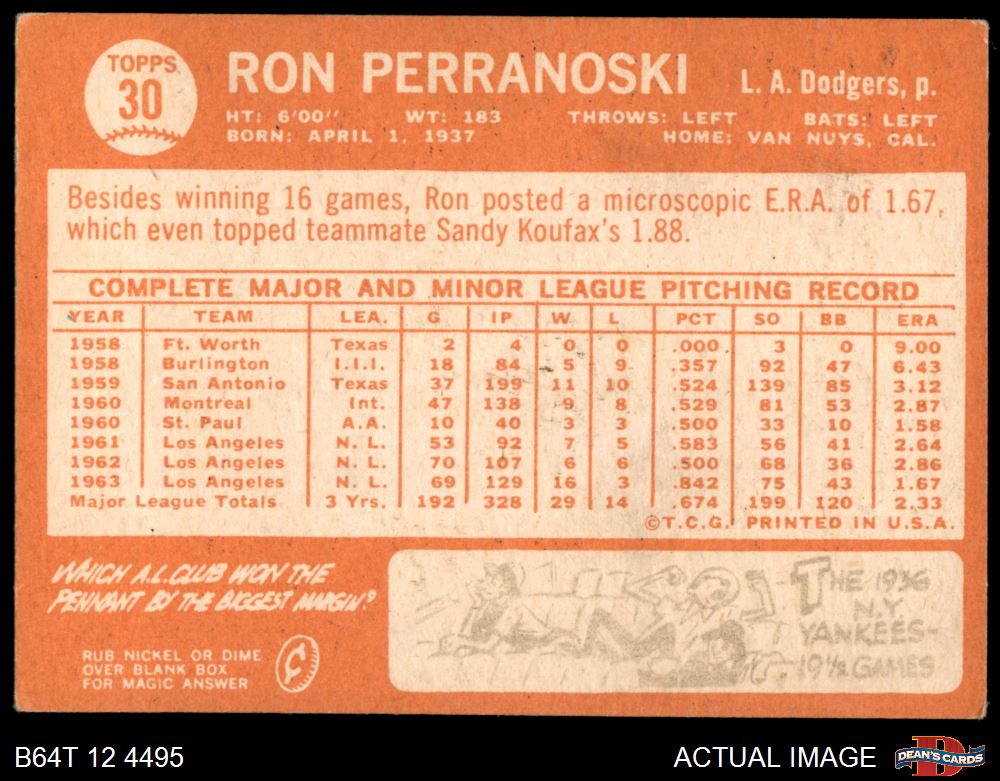 TOPPS
30
RON PERRANOSKI
L. A. Dodgers, p.
HT: 6'00" WT: 183 THROWS: LEFT BATS: LEFT
BORN: APRIL 1, 1937 HOME: VAN NUYS, CAL.
Besides winning 16 games, Ron posted a microscopic E.R.A. of 1.67,
which even topped teammate Sandy Koufax's 1.88.
COMPLETE MAJOR AND MINOR LEAGUE PITCHING RECORD
YEAR TEAM LEA. G IP W L PCT SO BB ERA
1958 Ft. Worth Texas 2 4 0 0 .000 3 0 9.00
1958 Burlington I.I.I. 18 84 5 9 .357 92 47 6.43
1959 San Antonio Texas 37 199 11 10 .524 139 85 3.12
1960 Montreal Int. 47 138 9 8 .529 81 53 2.87
1960 St. Paul A.A. 10 40 3 3 .500 33 10 1.58
1961 Los Angeles N. L. 53 92 7 5 .583 56 41 2.64
1962 Los Angeles N. L. 70 107 6 6 .500 68 36 2.86
1963 Los Angeles N. L. 69 129 16 3 .842 75 43 1.67
Major League Totals 3 Yrs. 192 328 29 14 .674 199 120 2.33
©T.C.G. PRINTED IN U.S.A.
WHICH A.L. CLUB WON THE
PENNANT BY THE BIGGEST MARGIN?
RUB NICKEL OR DIME
OVER BLANK BOX
FOR MAGIC ANSWER
¢
THE 1936
N.Y.
YANKEES-
19½ GAMES
B64T 12 4495
ACTUAL IMAGE
DEAN'S CARDS